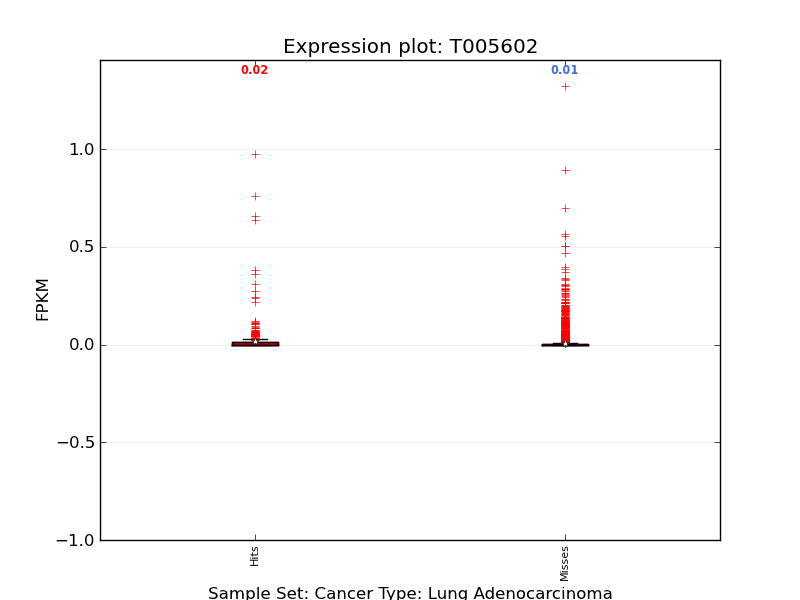 Expression plot: T005602
0.02
0.01
1.0
0.5
0.0
−0.5
−1.0
FPKM
Hits
Misses
Sample Set: Cancer Type: Lung Adenocarcinoma